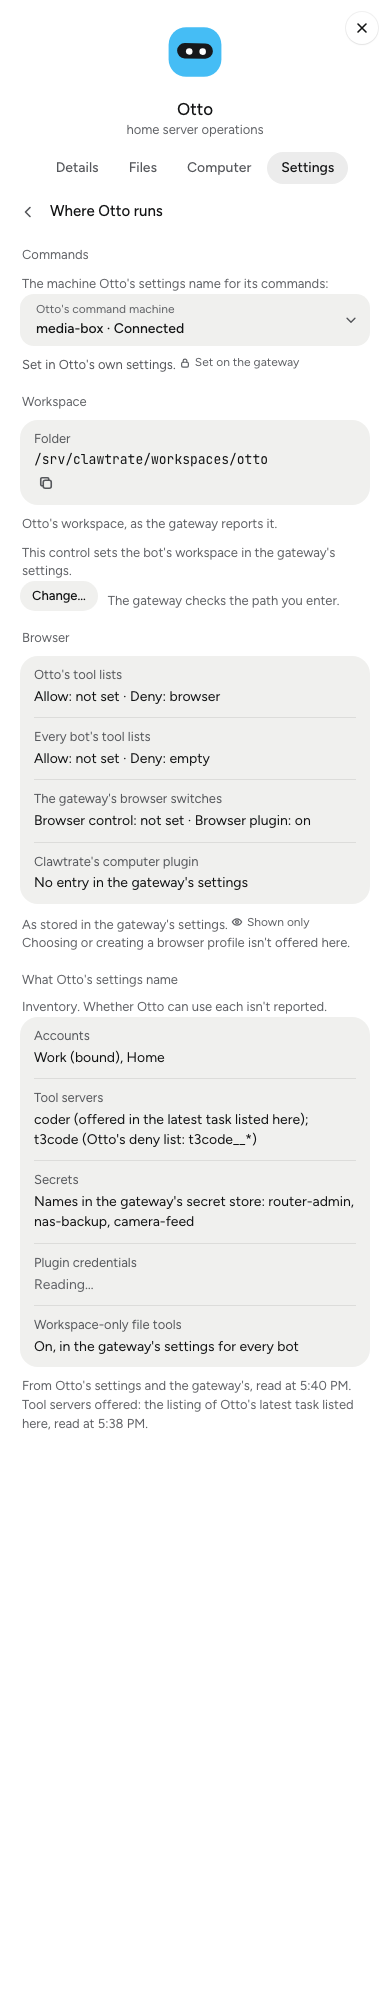 Otto
home server operations
Details Files Computer Settings
Where Otto runs
Commands
The machine Otto's settings name for its commands:
Otto's command machine
media-box · Connected
Set in Otto's own settings. Set on the gateway
Workspace
Folder
/srv/clawtrate/workspaces/otto
Otto's workspace, as the gateway reports it.
This control sets the bot's workspace in the gateway's
settings.
Change... The gateway checks the path you enter.
Browser
Otto's tool lists
Allow: not set · Deny: browser
Every bot's tool lists
Allow: not set · Deny: empty
The gateway's browser switches
Browser control: not set · Browser plugin: on
Clawtrate's computer plugin
No entry in the gateway's settings
As stored in the gateway's settings. Shown only
Choosing or creating a browser profile isn't offered here.
What Otto's settings name
Inventory. Whether Otto can use each isn't reported.
Accounts
Work (bound), Home
Tool servers
coder (offered in the latest task listed here);
t3code (Otto's deny list: t3code__*)
Secrets
Names in the gateway's secret store: router-admin,
nas-backup, camera-feed
Plugin credentials
Reading...
Workspace-only file tools
On, in the gateway's settings for every bot
From Otto's settings and the gateway's, read at 5:40 PM.
Tool servers offered: the listing of Otto's latest task listed
here, read at 5:38 PM.